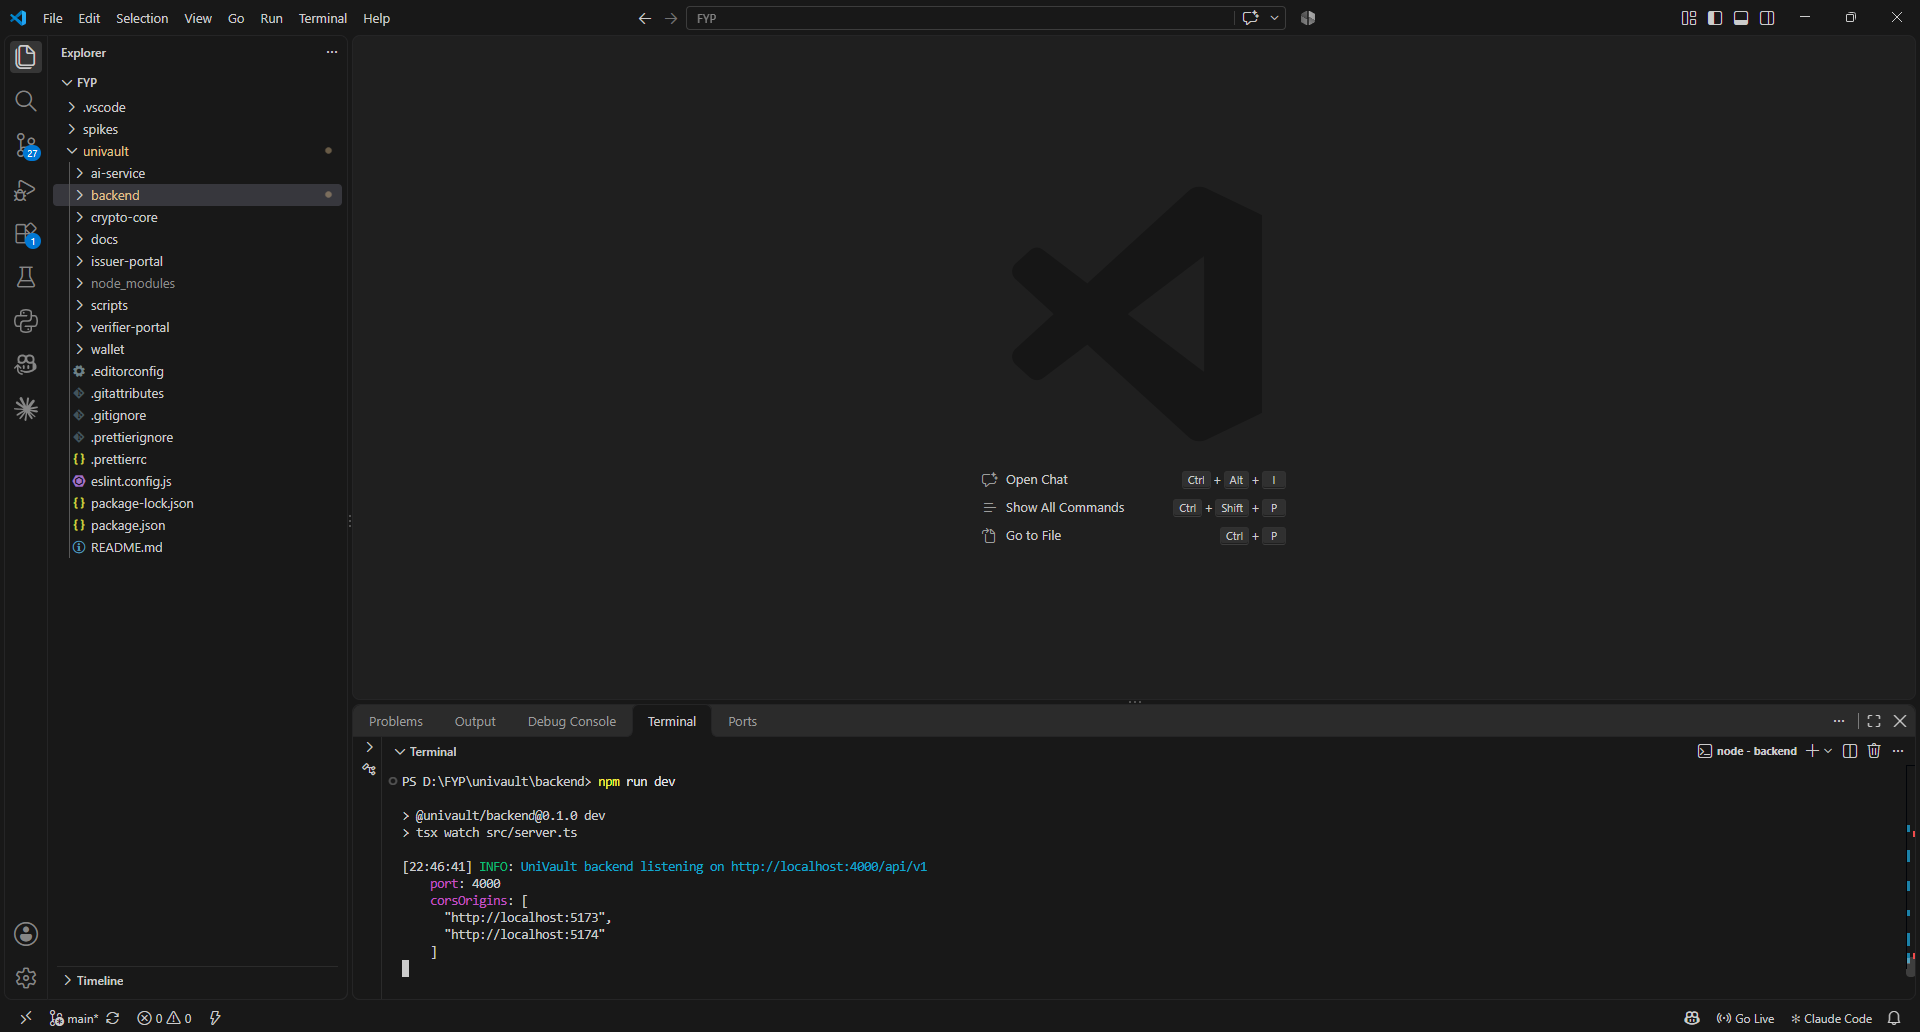 File Edit Selection View Go Run Terminal Help
FYP
Explorer
FYP
.vscode
spikes
univault
ai-service
backend
crypto-core
docs
issuer-portal
node_modules
scripts
verifier-portal
wallet
.editorconfig
.gitattributes
.gitignore
.prettierignore
.prettierrc
eslint.config.js
package-lock.json
package.json
README.md
Timeline
27
1
Open Chat Ctrl + Alt + I
Show All Commands Ctrl + Shift + P
Go to File Ctrl + P
Problems Output Debug Console Terminal Ports
Terminal
node - backend
PS D:\FYP\univault\backend> npm run dev
> @univault/backend@0.1.0 dev
> tsx watch src/server.ts
[22:46:41] INFO: UniVault backend listening on http://localhost:4000/api/v1
port: 4000
corsOrigins: [
"http://localhost:5173",
"http://localhost:5174"
]
main* 0 0
Go Live Claude Code